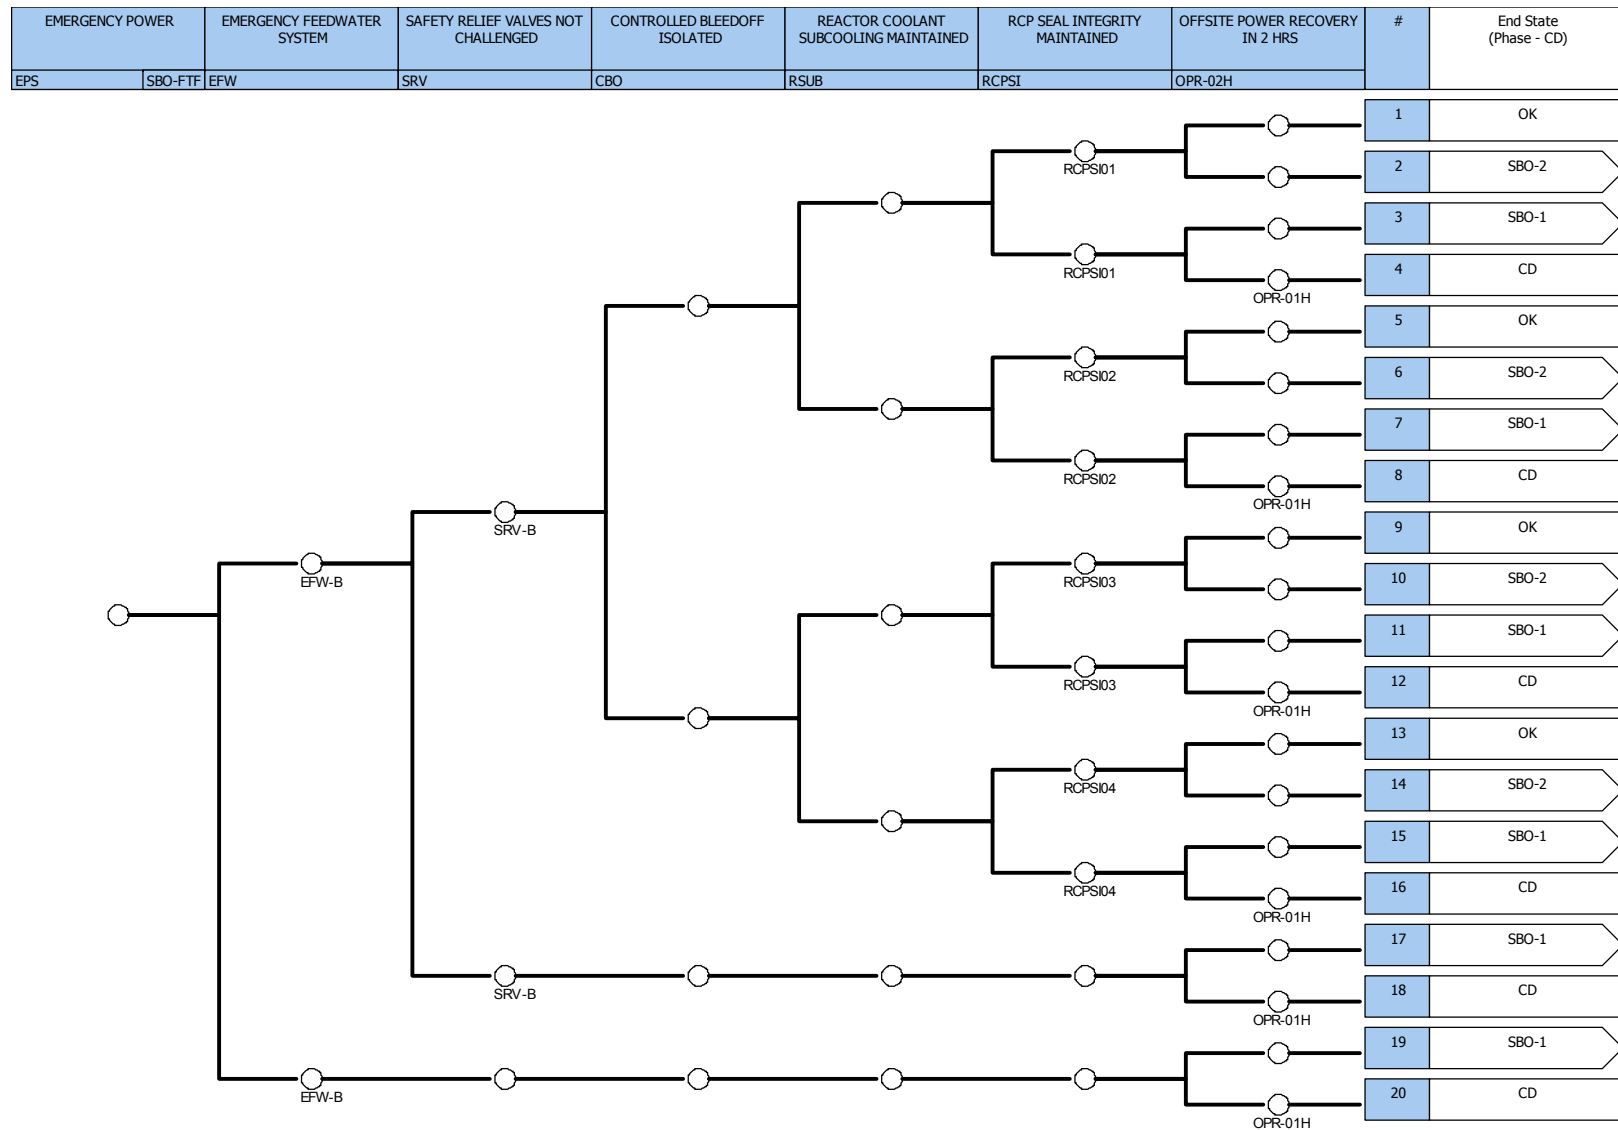 EMERGENCY POWER
EMERGENCY FEEDWATER
SYSTEM
SAFETY RELIEF VALVES NOT
CHALLENGED
CONTROLLED BLEEDOFF
ISOLATED
REACTOR COOLANT
SUBCOOLING MAINTAINED
RCP SEAL INTEGRITY
MAINTAINED
OFFSITE POWER RECOVERY
IN 2 HRS
#
End State
(Phase - CD)
EPS
SBO-FTF
EFW
SRV
CBO
RSUB
RCPSI
OPR-02H
1
OK
RCPSI01
2
SBO-2
3
SBO-1
RCPSI01
4
CD
OPR-01H
5
OK
RCPSI02
6
SBO-2
7
SBO-1
RCPSI02
8
CD
OPR-01H
SRV-B
9
OK
EFW-B
RCPSI03
10
SBO-2
11
SBO-1
RCPSI03
12
CD
OPR-01H
13
OK
RCPSI04
14
SBO-2
15
SBO-1
RCPSI04
16
CD
OPR-01H
17
SBO-1
SRV-B
18
CD
OPR-01H
19
SBO-1
EFW-B
20
CD
OPR-01H